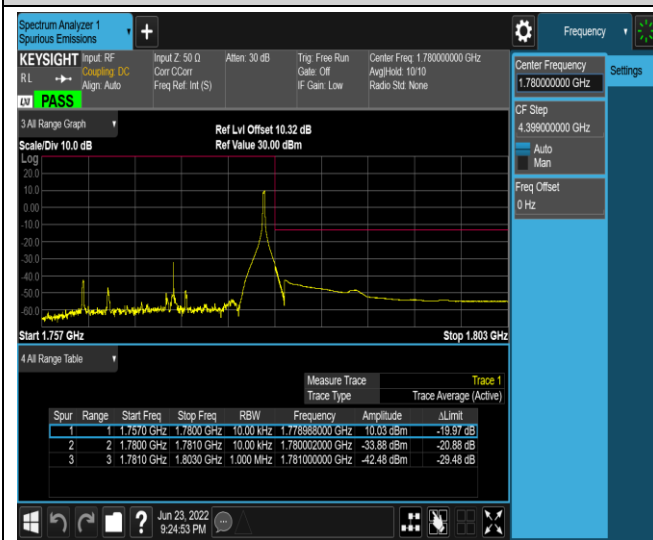 Spectrum Analyzer 1
Spurious Emissions
Frequency
KEYSIGHT Input: RF Input Z: 50 Ω Atten: 30 dB Trig: Free Run Center Freq: 1.780000000 GHz
RL Coupling: DC Corr CCorr Gate: Off Avg|Hold: 10/10
Align: Auto Freq Ref: Int (S) IF Gain: Low Radio Std: None
LXI PASS
Center Frequency
1.780000000 GHz
Settings
CF Step
4.399000000 GHz
Auto
Man
Freq Offset
0 Hz
3 All Range Graph
Ref Lvl Offset 10.32 dB
Scale/Div 10.0 dB Ref Value 30.00 dBm
Log
20.0
10.0
0.00
-10.0
-20.0
-30.0
-40.0
-50.0
-60.0
Start 1.757 GHz Stop 1.803 GHz
4 All Range Table
Measure Trace Trace 1
Trace Type Trace Average (Active)
Spur Range Start Freq Stop Freq RBW Frequency Amplitude ΔLimit
1 1 1.7570 GHz 1.7800 GHz 10.00 kHz 1.778988000 GHz 10.03 dBm -19.97 dB
2 2 1.7800 GHz 1.7810 GHz 10.00 kHz 1.780002000 GHz -33.88 dBm -20.88 dB
3 3 1.7810 GHz 1.8030 GHz 1.000 MHz 1.781000000 GHz -42.48 dBm -29.48 dB
Jun 23, 2022
9:24:53 PM